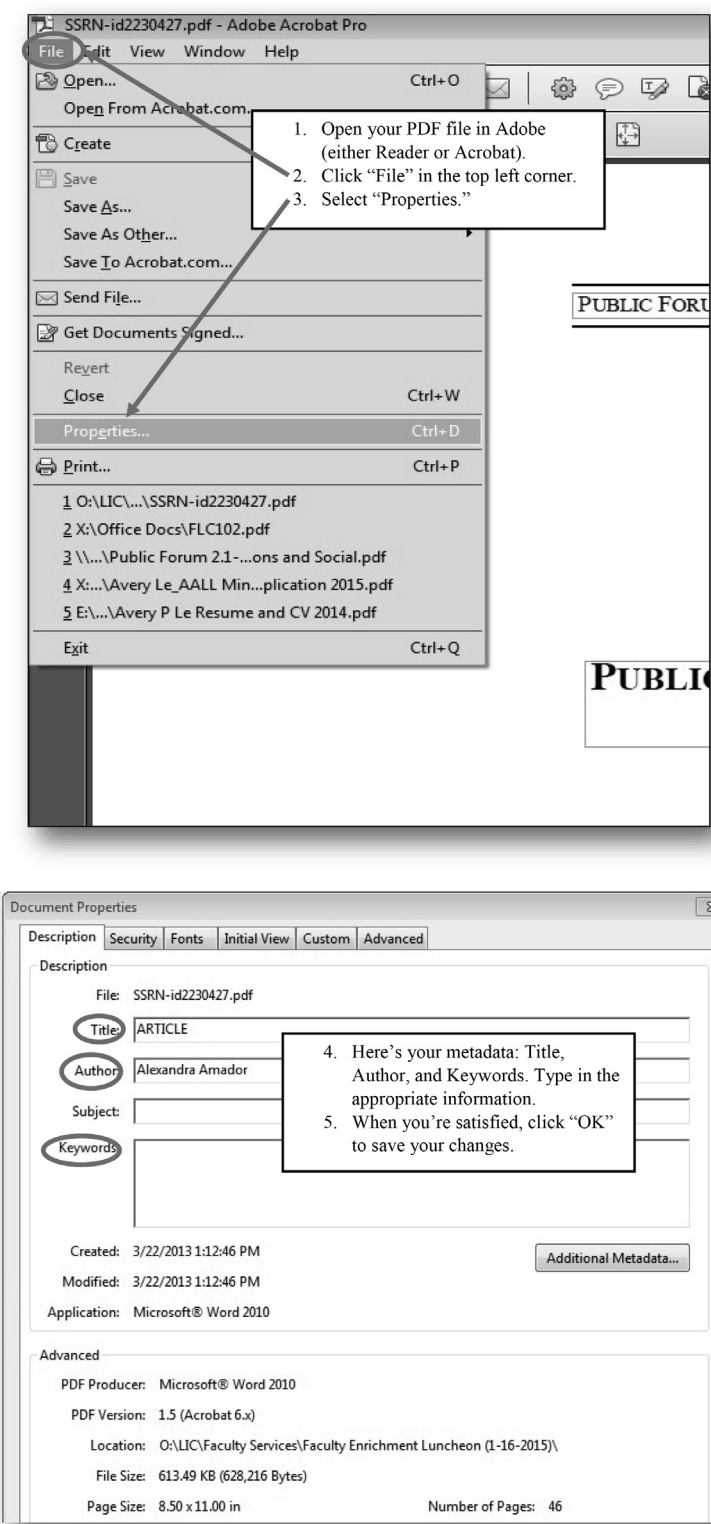 SSRN-id2230427.pdf - Adobe Acrobat Pro
File Edit View Window Help
Open... Ctrl+O
Open From Acrobat.com...
1. Open your PDF file in Adobe
(either Reader or Acrobat).
2. Click “File” in the top left corner.
3. Select “Properties.”
Create
Save
Save As...
Save As Other...
Save To Acrobat.com...
Send File...
PUBLIC FORU
Get Documents Signed...
Revert
Close Ctrl+W
Properties... Ctrl+D
Print... Ctrl+P
1 O:\LIC\...\SSRN-id2230427.pdf
2 X:\Office Docs\FLC102.pdf
3 \\...\Public Forum 2.1-...ons and Social.pdf
4 X:...\Avery Le_AALL Min...plication 2015.pdf
5 E:\...\Avery P Le Resume and CV 2014.pdf
Exit Ctrl+Q
PUBLIC
Document Properties
Description Security Fonts Initial View Custom Advanced
Description
File: SSRN-id2230427.pdf
Title: ARTICLE
Author: Alexandra Amador
Subject:
Keywords:
4. Here’s your metadata: Title,
Author, and Keywords. Type in the
appropriate information.
5. When you’re satisfied, click “OK”
to save your changes.
Created: 3/22/2013 1:12:46 PM
Additional Metadata...
Modified: 3/22/2013 1:12:46 PM
Application: Microsoft® Word 2010
Advanced
PDF Producer: Microsoft® Word 2010
PDF Version: 1.5 (Acrobat 6.x)
Location: O:\LIC\Faculty Services\Faculty Enrichment Luncheon (1-16-2015)\
File Size: 613.49 KB (628,216 Bytes)
Page Size: 8.50 x 11.00 in Number of Pages: 46